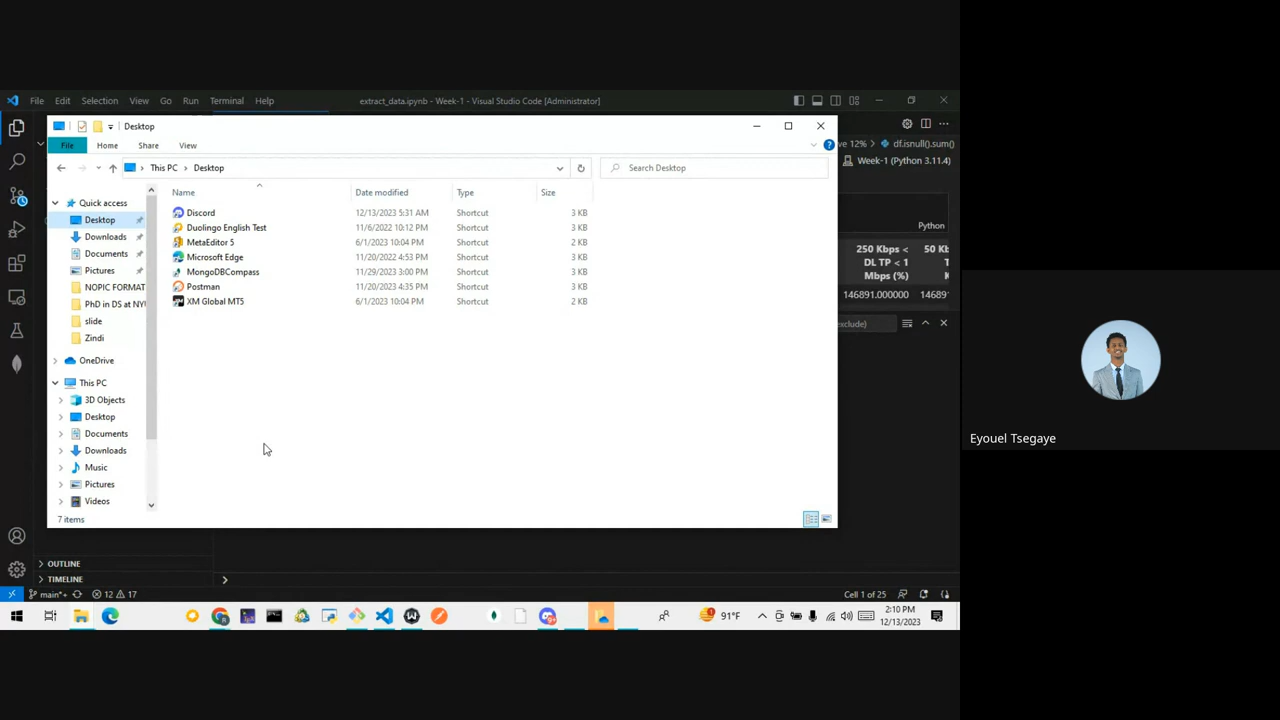 File Edit Selection View Go Run Terminal Help extract_data.ipynb - Week-1 - Visual Studio Code [Administrator]
Desktop
File Home Share View
This PC Desktop Search Desktop
ve 12% df.isnull().sum()
Week-1 (Python 3.11.4)
Name Date modified Type Size
Quick access
Desktop
Downloads
Documents
Pictures
NOPIC FORMAT
PhD in DS at NYU
slide
Zindi
OneDrive
This PC
3D Objects
Desktop
Documents
Downloads
Music
Pictures
Videos
Discord 12/13/2023 5:31 AM Shortcut 3 KB
Duolingo English Test 11/6/2022 10:12 PM Shortcut 3 KB
MetaEditor 5 6/1/2023 10:04 PM Shortcut 2 KB
Microsoft Edge 11/20/2022 4:53 PM Shortcut 3 KB
MongoDBCompass 11/29/2023 3:00 PM Shortcut 3 KB
Postman 11/20/2023 4:35 PM Shortcut 3 KB
XM Global MT5 6/1/2023 10:04 PM Shortcut 2 KB
7 items
Python
250 Kbps < 50 Kb
DL TP < 1
Mbps (%)
146891.000000 14689
exclude)
OUTLINE
TIMELINE
main*+ 12 17 Cell 1 of 25
91°F 2:10 PM
12/13/2023
Eyouel Tsegaye